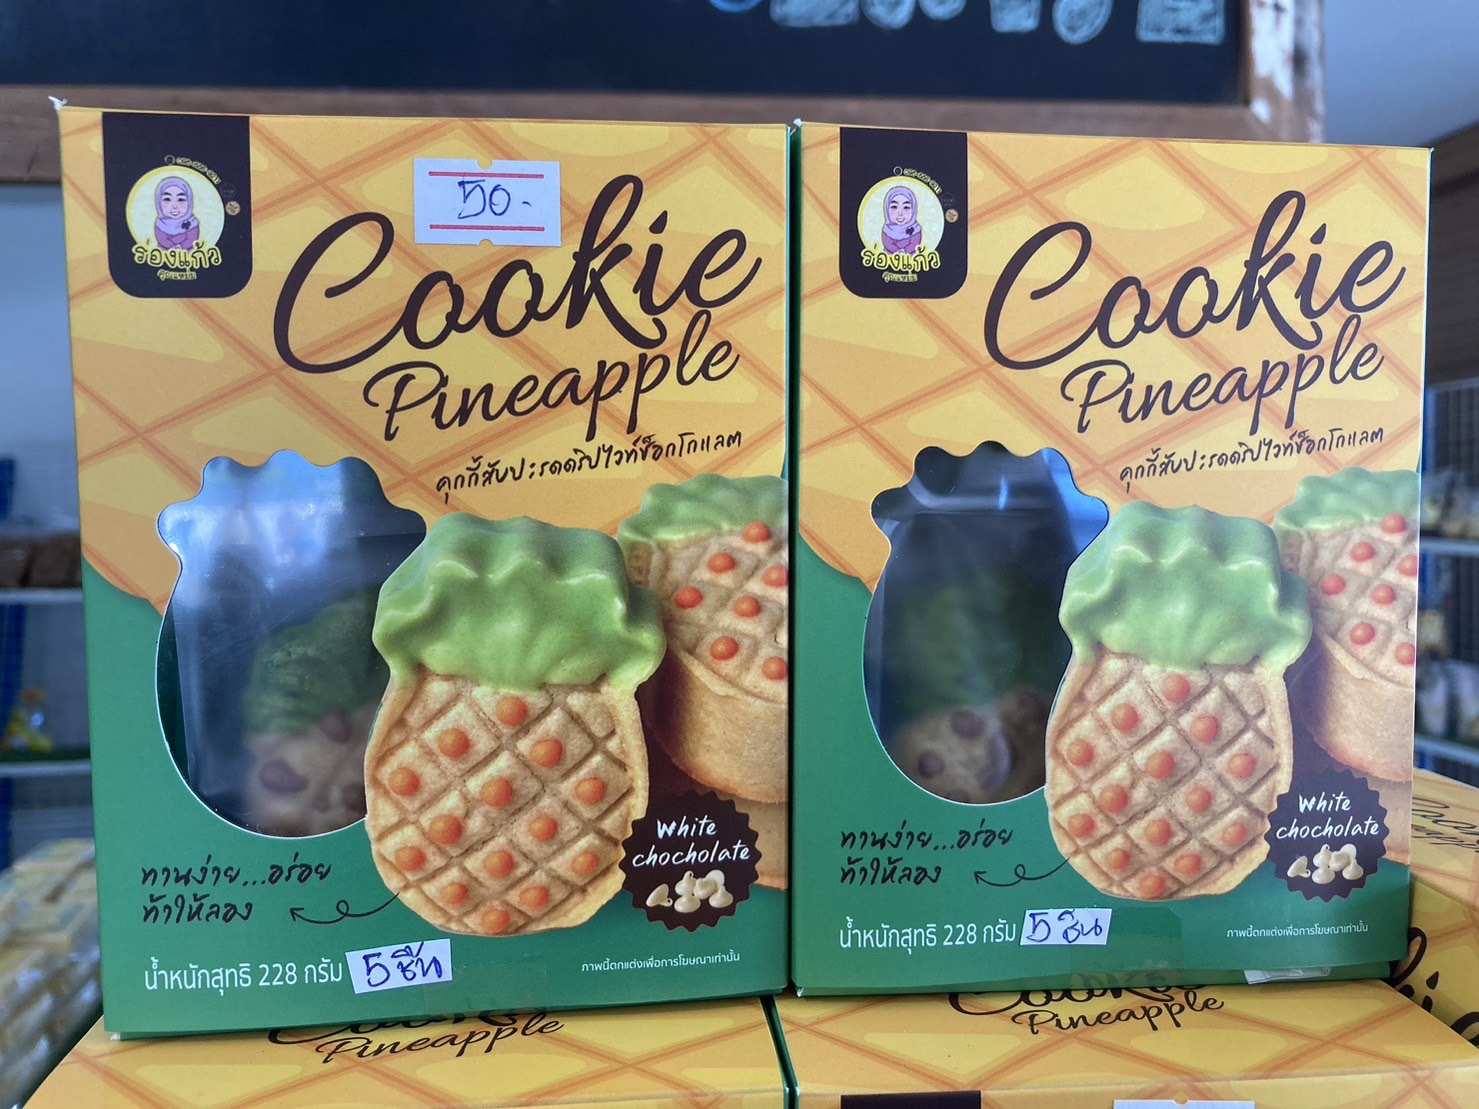 ร่องแก้ว
50.-
Cookie
Pineapple
คุกกี้สับปะรดดริปไวท์ช็อกโกแลต
White
chocholate
ทานง่าย...อร่อย
ท้าให้ลอง
น้ำหนักสุทธิ 228 กรัม 5 ชิ้น
ภาพนี้ตกแต่งเพื่อการโฆษณาเท่านั้น
ร่องแก้ว
Cookie
Pineapple
คุกกี้สับปะรดดริปไวท์ช็อกโกแลต
White
chocholate
ทานง่าย...อร่อย
ท้าให้ลอง
น้ำหนักสุทธิ 228 กรัม 5 ชิ้น
ภาพนี้ตกแต่งเพื่อการโฆษณาเท่านั้น
Cookie
Pineapple
Cookie
Pineapple